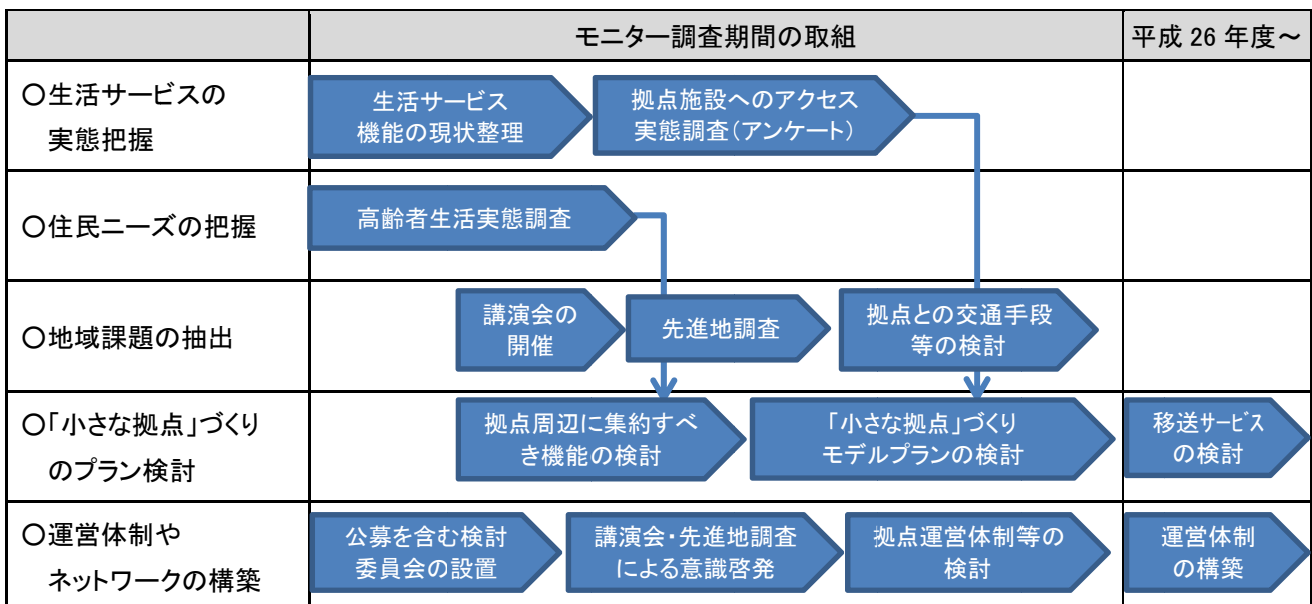 モニター調査期間の取組
平成 26 年度～
○生活サービスの
実態把握
生活サービス
機能の現状整理
拠点施設へのアクセス
実態調査（アンケート）
○住民ニーズの把握
高齢者生活実態調査
○地域課題の抽出
講演会の
開催
先進地調査
拠点との交通手段
等の検討
○「小さな拠点」づくり
のプラン検討
拠点周辺に集約すべ
き機能の検討
「小さな拠点」づくり
モデルプランの検討
移送ｻｰﾋﾞｽ
の検討
○運営体制や
ネットワークの構築
公募を含む検討
委員会の設置
講演会・先進地調査
による意識啓発
拠点運営体制等の
検討
運営体制
の構築